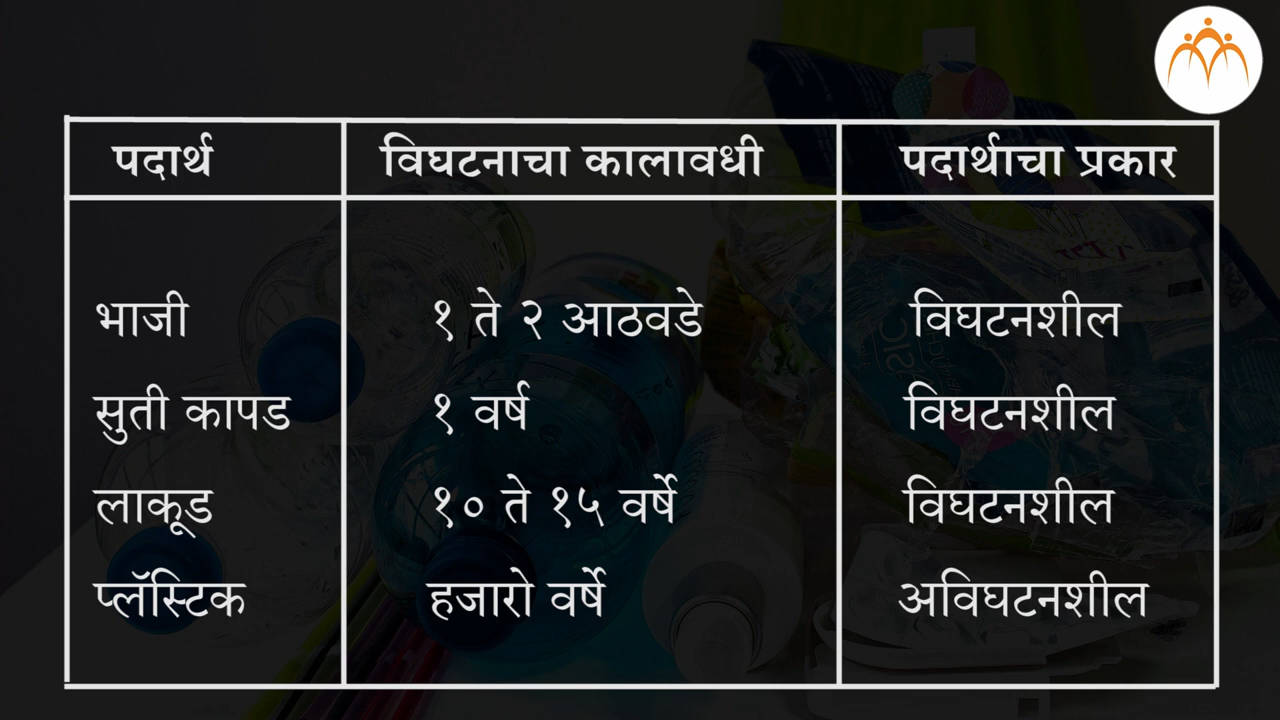 पदार्थ विघटनाचा कालावधी पदार्थाचा प्रकार
भाजी १ ते २ आठवडे विघटनशील
सुती कापड १ वर्ष विघटनशील
लाकूड १० ते १५ वर्षे विघटनशील
प्लॅस्टिक हजारो वर्षे अविघटनशील